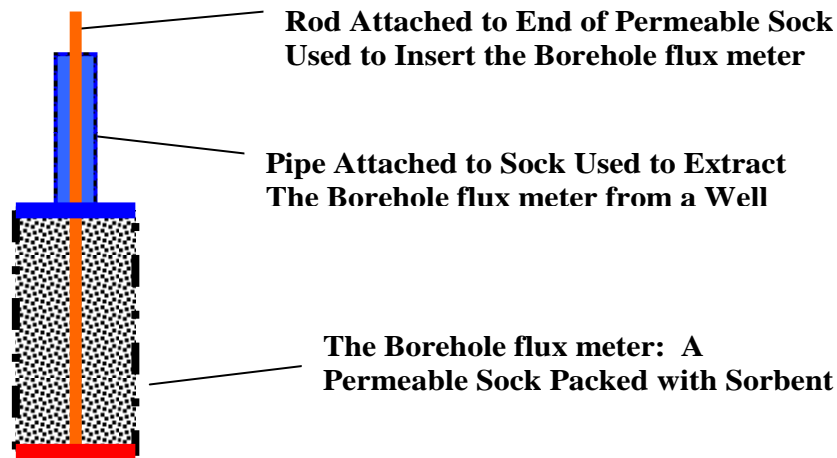 Rod Attached to End of Permeable Sock
Used to Insert the Borehole flux meter
Pipe Attached to Sock Used to Extract
The Borehole flux meter from a Well
The Borehole flux meter: A
Permeable Sock Packed with Sorbent